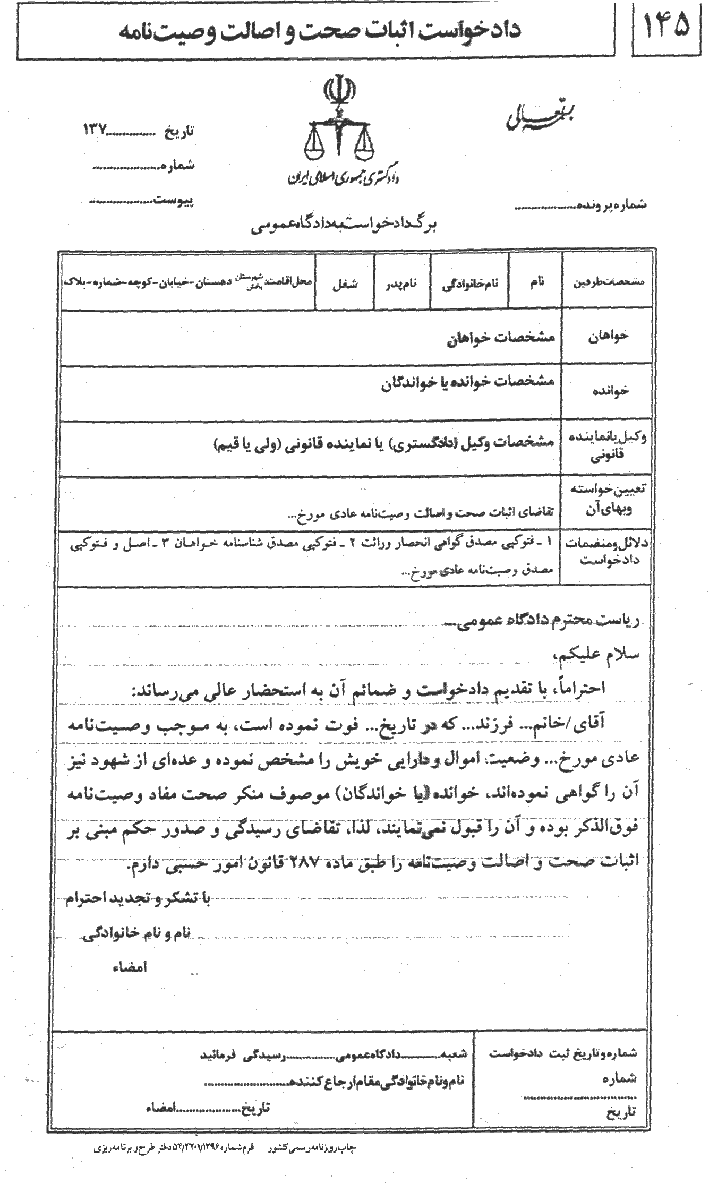 ۱۴۵
دادخواست اثبات صحت و اصالت وصیت‌نامه
بسمه تعالی
دادگستری جمهوری اسلامی ایران
تاریخ ............. ۱۳۷
شماره..................
پیوست..................
شماره پرونده................
برگ دادخواست به دادگاه عمومی
مشخصات طرفین
نام
نام خانوادگی
نام پدر
شغل
محل اقامت شهرستان بخش دهستان - خیابان - کوچه - شماره - پلاک
خواهان
مشخصات خواهان
خوانده
مشخصات خوانده یا خواندگان
وکیل یا نماینده قانونی
مشخصات وکیل (دادگستری) یا نماینده قانونی (ولی یا قیم)
تعیین خواسته و بهای آن
تقاضای اثبات صحت و اصالت وصیت‌نامه عادی مورخ...
دلائل و منضمات دادخواست
۱ - فتوکپی مصدق گواهی انحصار وراثت ۲ - فتوکپی مصدق شناسنامه خواهان ۳ - اصل و فتوکپی
مصدق وصیت‌نامه عادی مورخ...
ریاست محترم دادگاه عمومی...
سلام علیکم،
احتراماً، با تقدیم دادخواست و ضمائم آن به استحضار عالی می‌رساند:
آقای/خانم... فرزند... که در تاریخ... فوت نموده است، به موجب وصیت‌نامه
عادی مورخ... وضعیت اموال و دارایی خویش را مشخص نموده و عده‌ای از شهود نیز
آن را گواهی نموده‌اند، خوانده (یا خواندگان) موصوف منکر صحت مفاد وصیت‌نامه
فوق‌الذکر بوده و آن را قبول نمی‌نمایند، لذا، تقاضای رسیدگی و صدور حکم مبنی بر
اثبات صحت و اصالت وصیت‌نامه را طبق ماده ۲۸۷ قانون امور حسبی دارم.
با تشکر و تجدید احترام
نام و نام خانوادگی
امضاء
شماره و تاریخ ثبت دادخواست
شماره
تاریخ
شعبه............دادگاه عمومی..............رسیدگی فرمائید
نام و نام خانوادگی مقام ارجاع کننده........................
تاریخ..................امضاء
چاپ روزنامه رسمی کشور فرم شماره ۵۴/۲۲۰۱/۱۲۹۶ دفتر طرح و برنامه‌ریزی